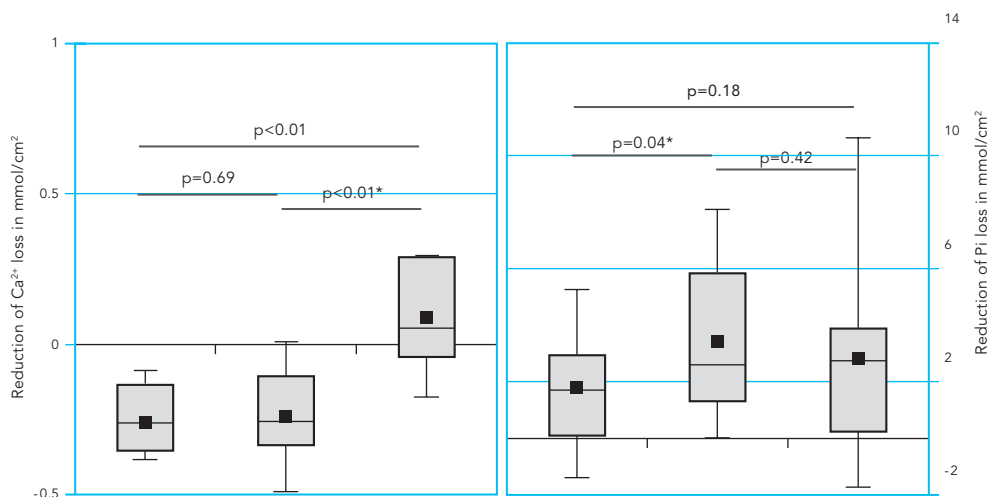 Reduction of Ca²⁺ loss in mmol/cm²
1
0.5
0
-0.5
p<0.01
p=0.69
p<0.01*
p=0.18
p=0.04*
p=0.42
14
10
6
2
-2
Reduction of Pi loss in mmol/cm²